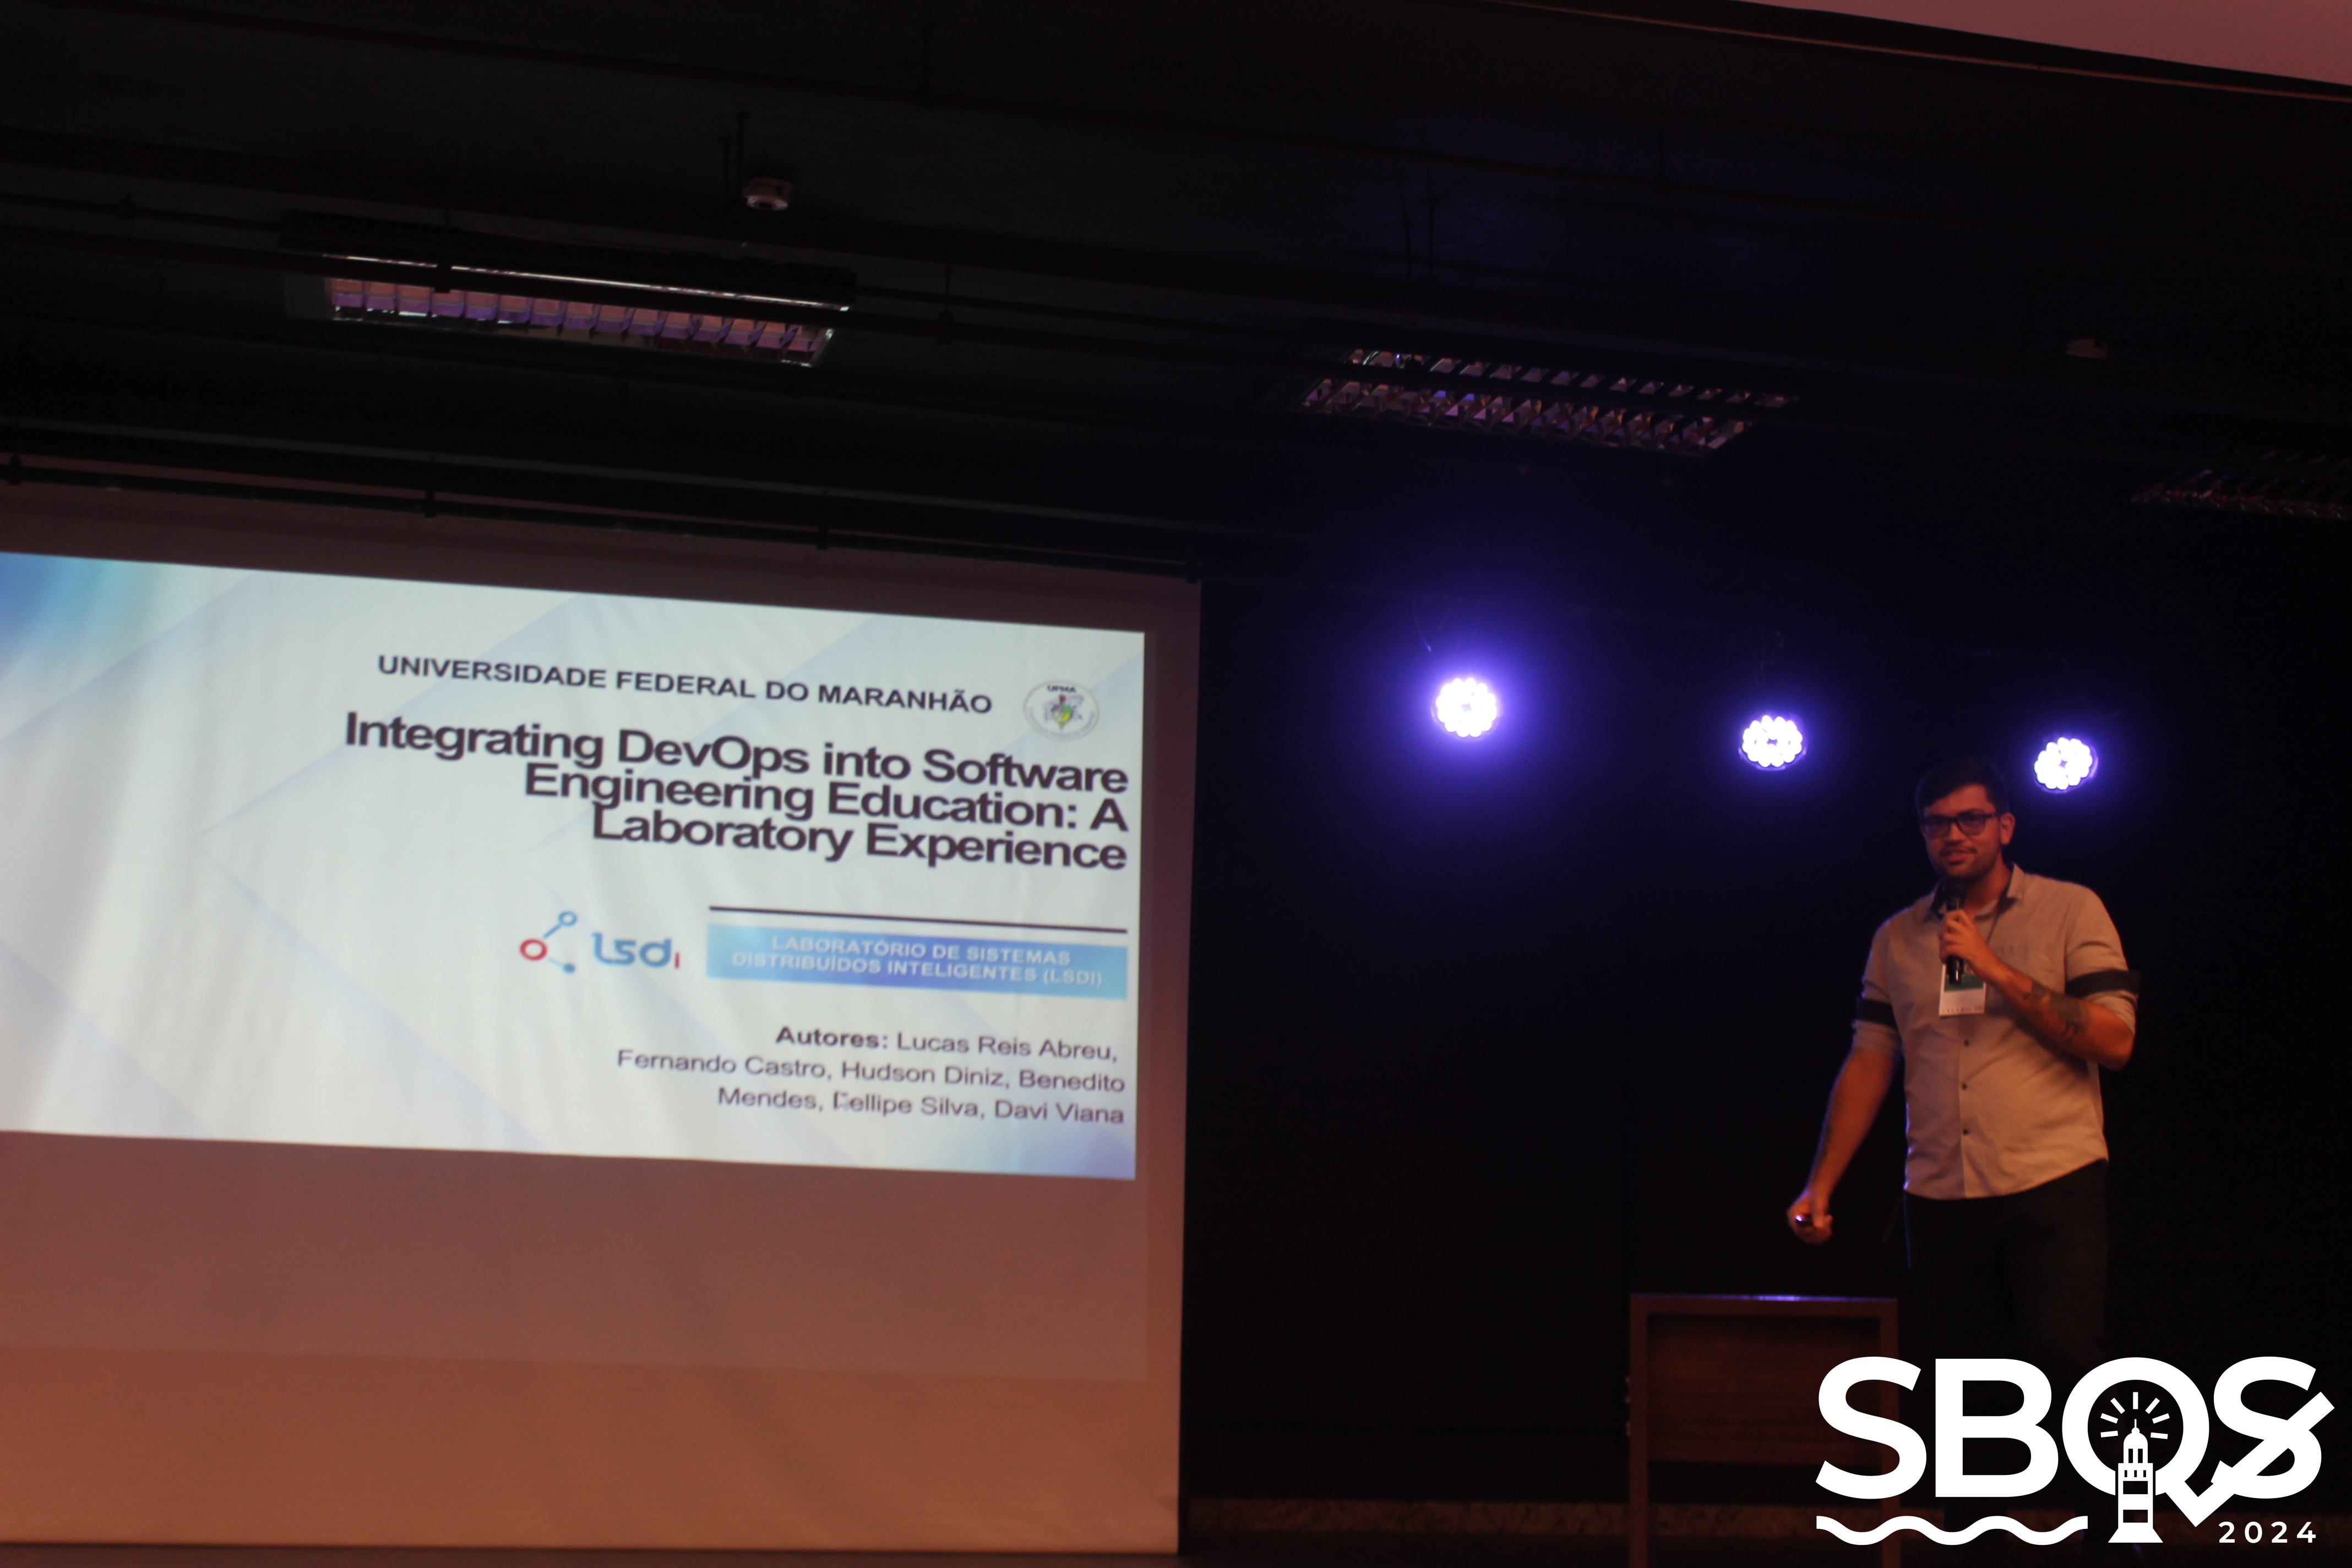 UNIVERSIDADE FEDERAL DO MARANHÃO
UFMA
Integrating DevOps into Software
Engineering Education: A
Laboratory Experience
lsdi
LABORATÓRIO DE SISTEMAS
DISTRIBUÍDOS INTELIGENTES (LSDI)
Autores: Lucas Reis Abreu,
Fernando Castro, Hudson Diniz, Benedito
Mendes, Fellipe Silva, Davi Viana
SBQS
2024